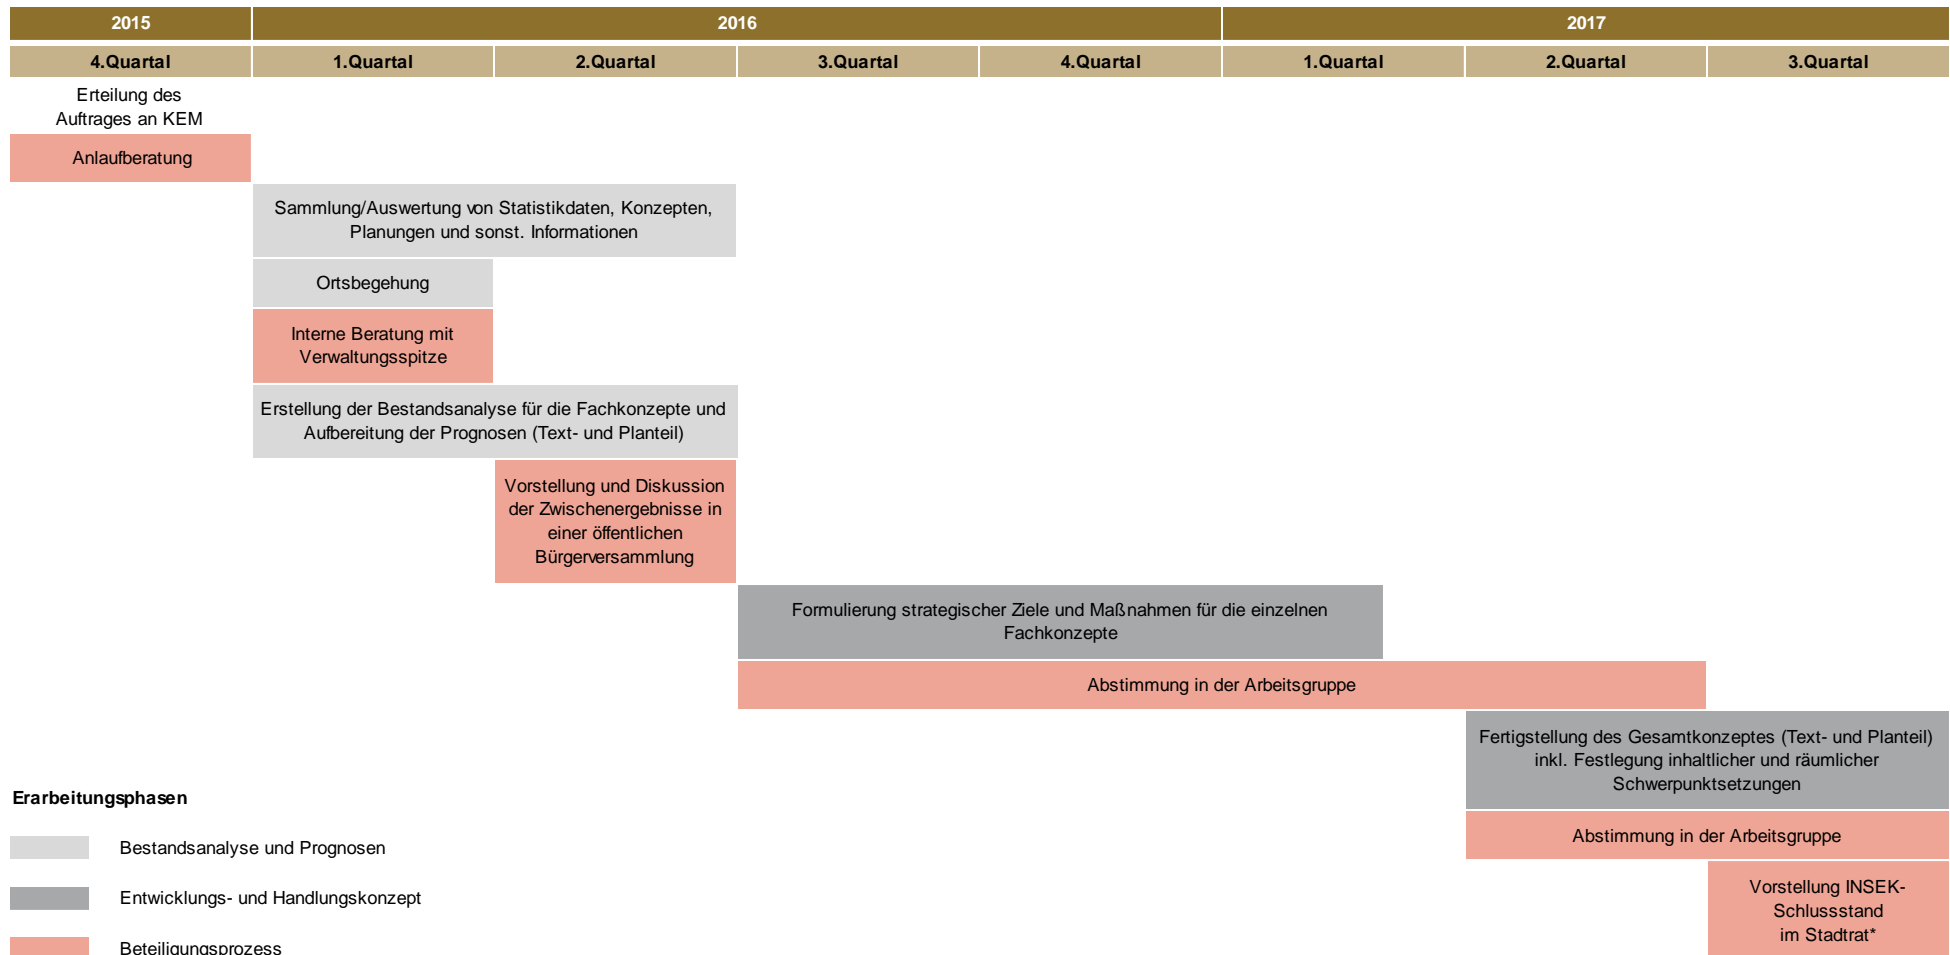 2015 2016 2017
4.Quartal 1.Quartal 2.Quartal 3.Quartal 4.Quartal 1.Quartal 2.Quartal 3.Quartal
Erteilung des
Auftrages an KEM
Anlaufberatung
Sammlung/Auswertung von Statistikdaten, Konzepten,
Planungen und sonst. Informationen
Ortsbegehung
Interne Beratung mit
Verwaltungsspitze
Erstellung der Bestandsanalyse für die Fachkonzepte und
Aufbereitung der Prognosen (Text- und Planteil)
Vorstellung und Diskussion
der Zwischenergebnisse in
einer öffentlichen
Bürgerversammlung
Formulierung strategischer Ziele und Maßnahmen für die einzelnen
Fachkonzepte
Abstimmung in der Arbeitsgruppe
Fertigstellung des Gesamtkonzeptes (Text- und Planteil)
inkl. Festlegung inhaltlicher und räumlicher
Schwerpunktsetzungen
Abstimmung in der Arbeitsgruppe
Vorstellung INSEK-
Schlussstand
im Stadtrat*
Erarbeitungsphasen
Bestandsanalyse und Prognosen
Entwicklungs- und Handlungskonzept
Beteiligungsprozess